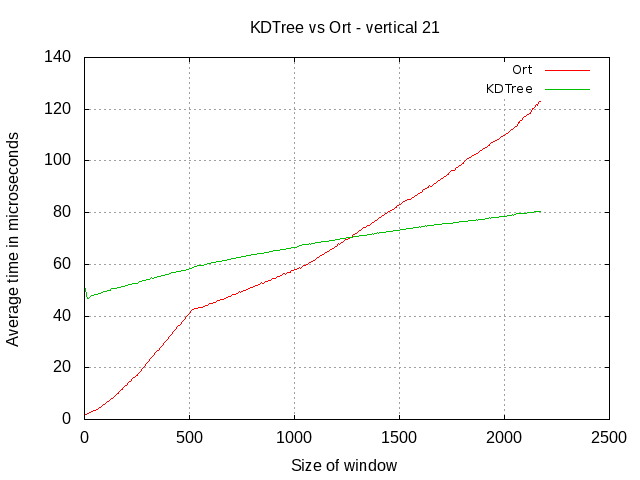 KDTree vs Ort - vertical 21
Ort
KDTree
140
120
100
80
60
40
20
0
Average time in microseconds
0 500 1000 1500 2000 2500
Size of window